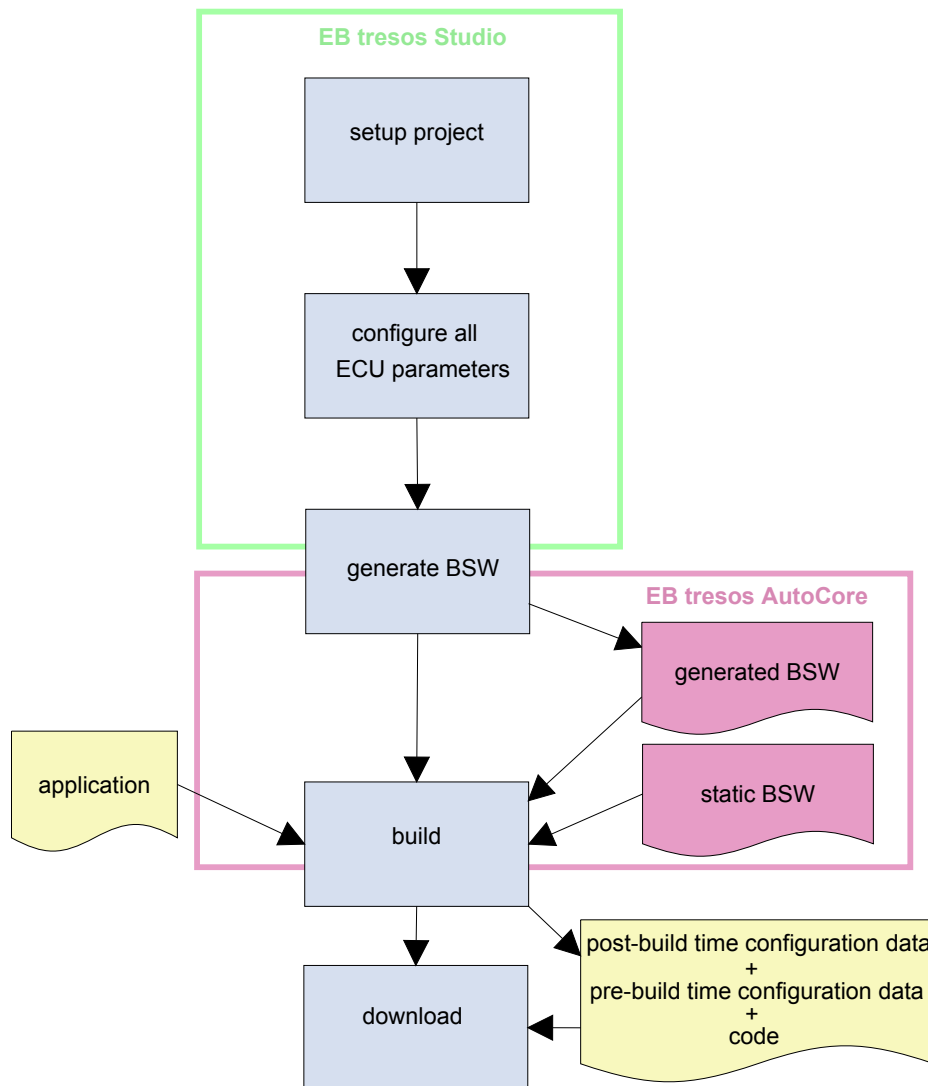 EB tresos Studio
setup project
configure all
ECU parameters
generate BSW
EB tresos AutoCore
generated BSW
static BSW
application
build
post-build time configuration data
+
pre-build time configuration data
+
code
download